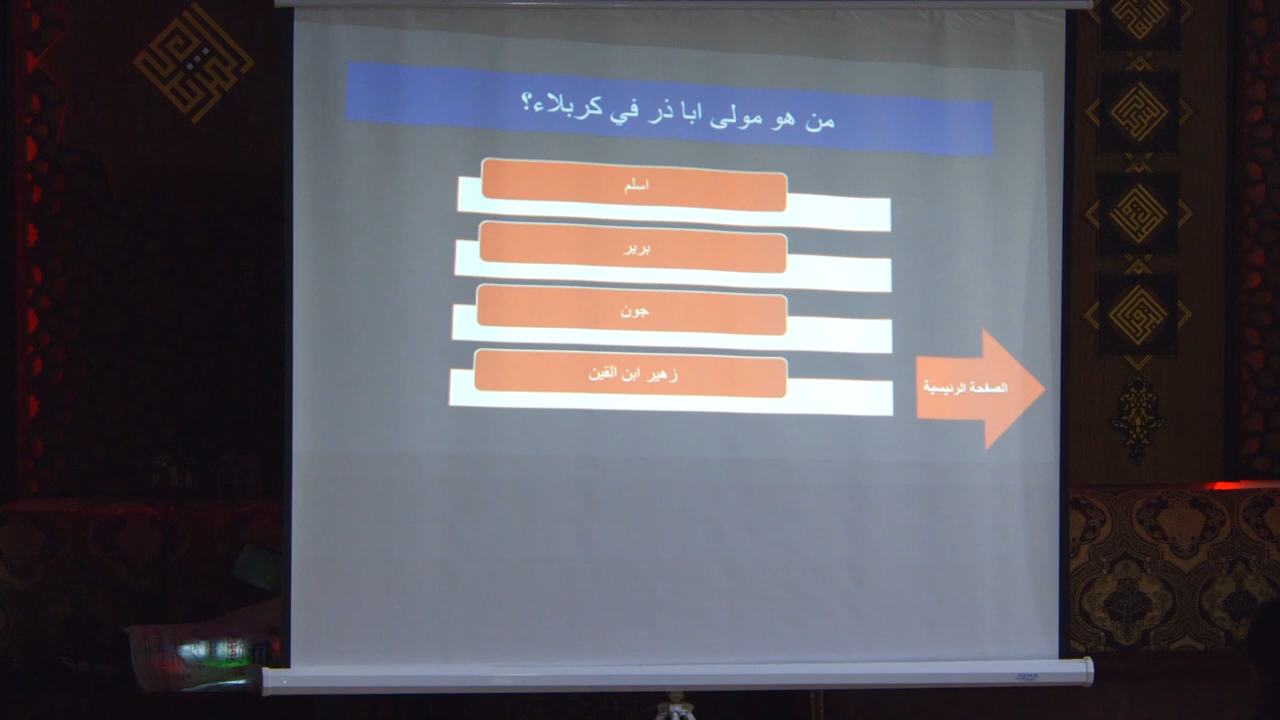 من هو مولى ابا ذر في كربلاء؟
اسلم
برير
جون
زهير ابن القين
الصفحة الرئيسية